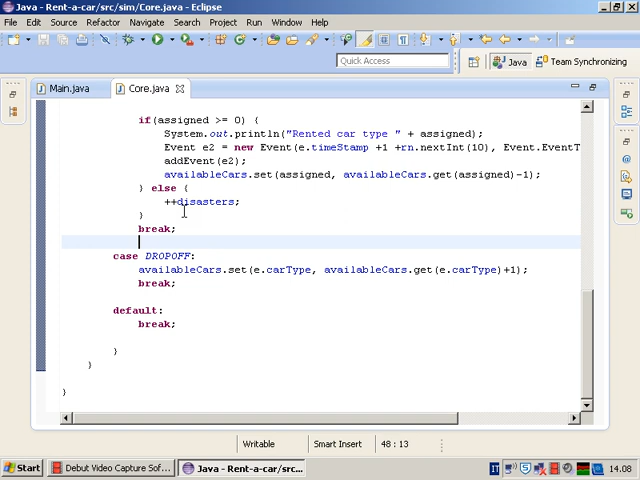 Java - Rent-a-car/src/sim/Core.java - Eclipse
File Edit Source Refactor Navigate Search Project Run Window Help
Quick Access
Java
Team Synchronizing
Main.java
Core.java
if(assigned >= 0) {
System.out.println("Rented car type " + assigned);
Event e2 = new Event(e.timeStamp +1 +rn.nextInt(10), Event.EventT
addEvent(e2);
availableCars.set(assigned, availableCars.get(assigned)-1);
} else {
++disasters;
}
break;
case DROPOFF:
availableCars.set(e.carType, availableCars.get(e.carType)+1);
break;
default:
break;
}
}
}
Writable
Smart Insert
48 : 13
Start
Debut Video Capture Sof...
Java - Rent-a-car/src...
IT
14.08